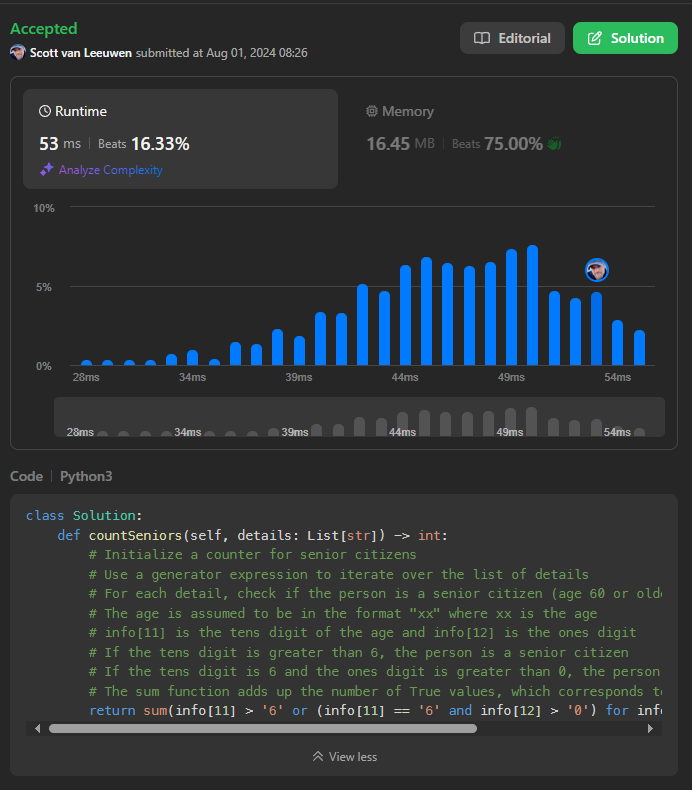 Accepted
Scott van Leeuwen submitted at Aug 01, 2024 08:26
Editorial
Solution
Runtime
53 ms | Beats 16.33%
Analyze Complexity
Memory
16.45 MB | Beats 75.00%
10%
5%
0%
28ms 34ms 39ms 44ms 49ms 54ms
28ms 34ms 39ms 44ms 49ms 54ms
Code | Python3
class Solution:
def countSeniors(self, details: List[str]) -> int:
# Initialize a counter for senior citizens
# Use a generator expression to iterate over the list of details
# For each detail, check if the person is a senior citizen (age 60 or olde
# The age is assumed to be in the format "xx" where xx is the age
# info[11] is the tens digit of the age and info[12] is the ones digit
# If the tens digit is greater than 6, the person is a senior citizen
# If the tens digit is 6 and the ones digit is greater than 0, the person
# The sum function adds up the number of True values, which corresponds to
return sum(info[11] > '6' or (info[11] == '6' and info[12] > '0') for info
View less